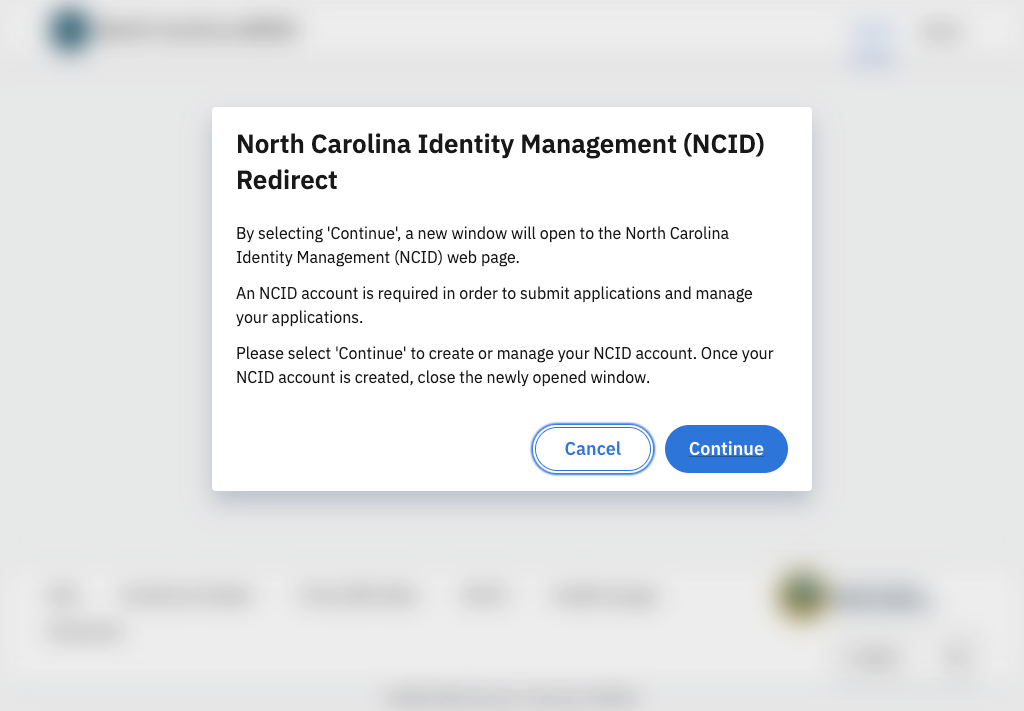 North Carolina Identity Management (NCID)
Redirect
By selecting 'Continue', a new window will open to the North Carolina
Identity Management (NCID) web page.
An NCID account is required in order to submit applications and manage
your applications.
Please select 'Continue' to create or manage your NCID account. Once your
NCID account is created, close the newly opened window.
Cancel
Continue